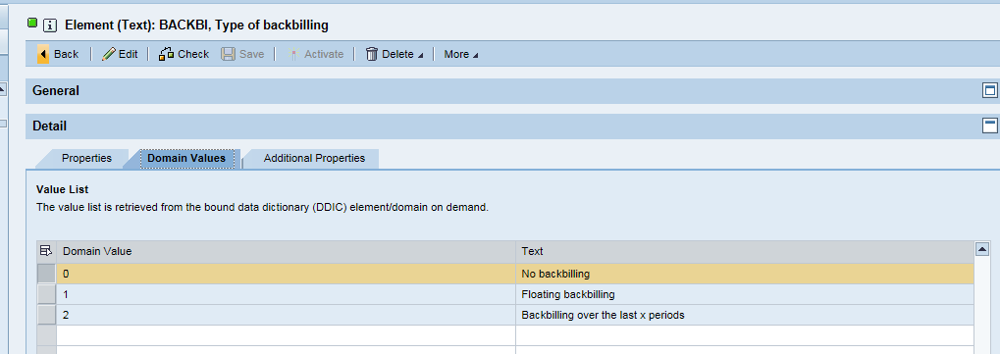 Element (Text): BACKBI, Type of backbilling
Back Edit Check Save Activate Delete More
General
Detail
Properties Domain Values Additional Properties
Value List
The value list is retrieved from the bound data dictionary (DDIC) element/domain on demand.
Domain Value Text
0 No backbilling
1 Floating backbilling
2 Backbilling over the last x periods